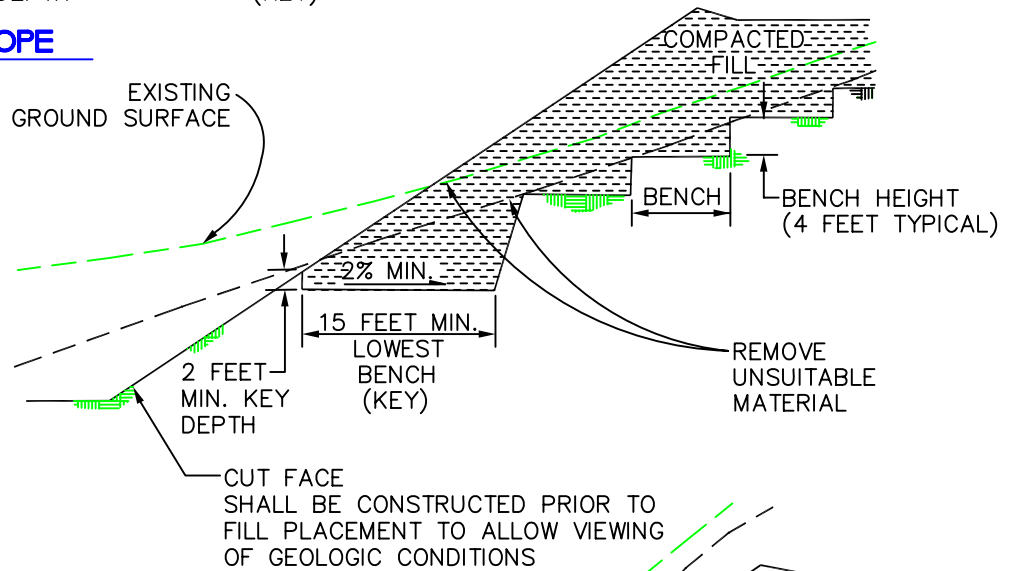 (KEY)
OPE
COMPACTED
FILL
EXISTING
GROUND SURFACE
BENCH
BENCH HEIGHT
(4 FEET TYPICAL)
2% MIN.
15 FEET MIN.
LOWEST
BENCH
(KEY)
2 FEET
MIN. KEY
DEPTH
REMOVE
UNSUITABLE
MATERIAL
CUT FACE
SHALL BE CONSTRUCTED PRIOR TO
FILL PLACEMENT TO ALLOW VIEWING
OF GEOLOGIC CONDITIONS